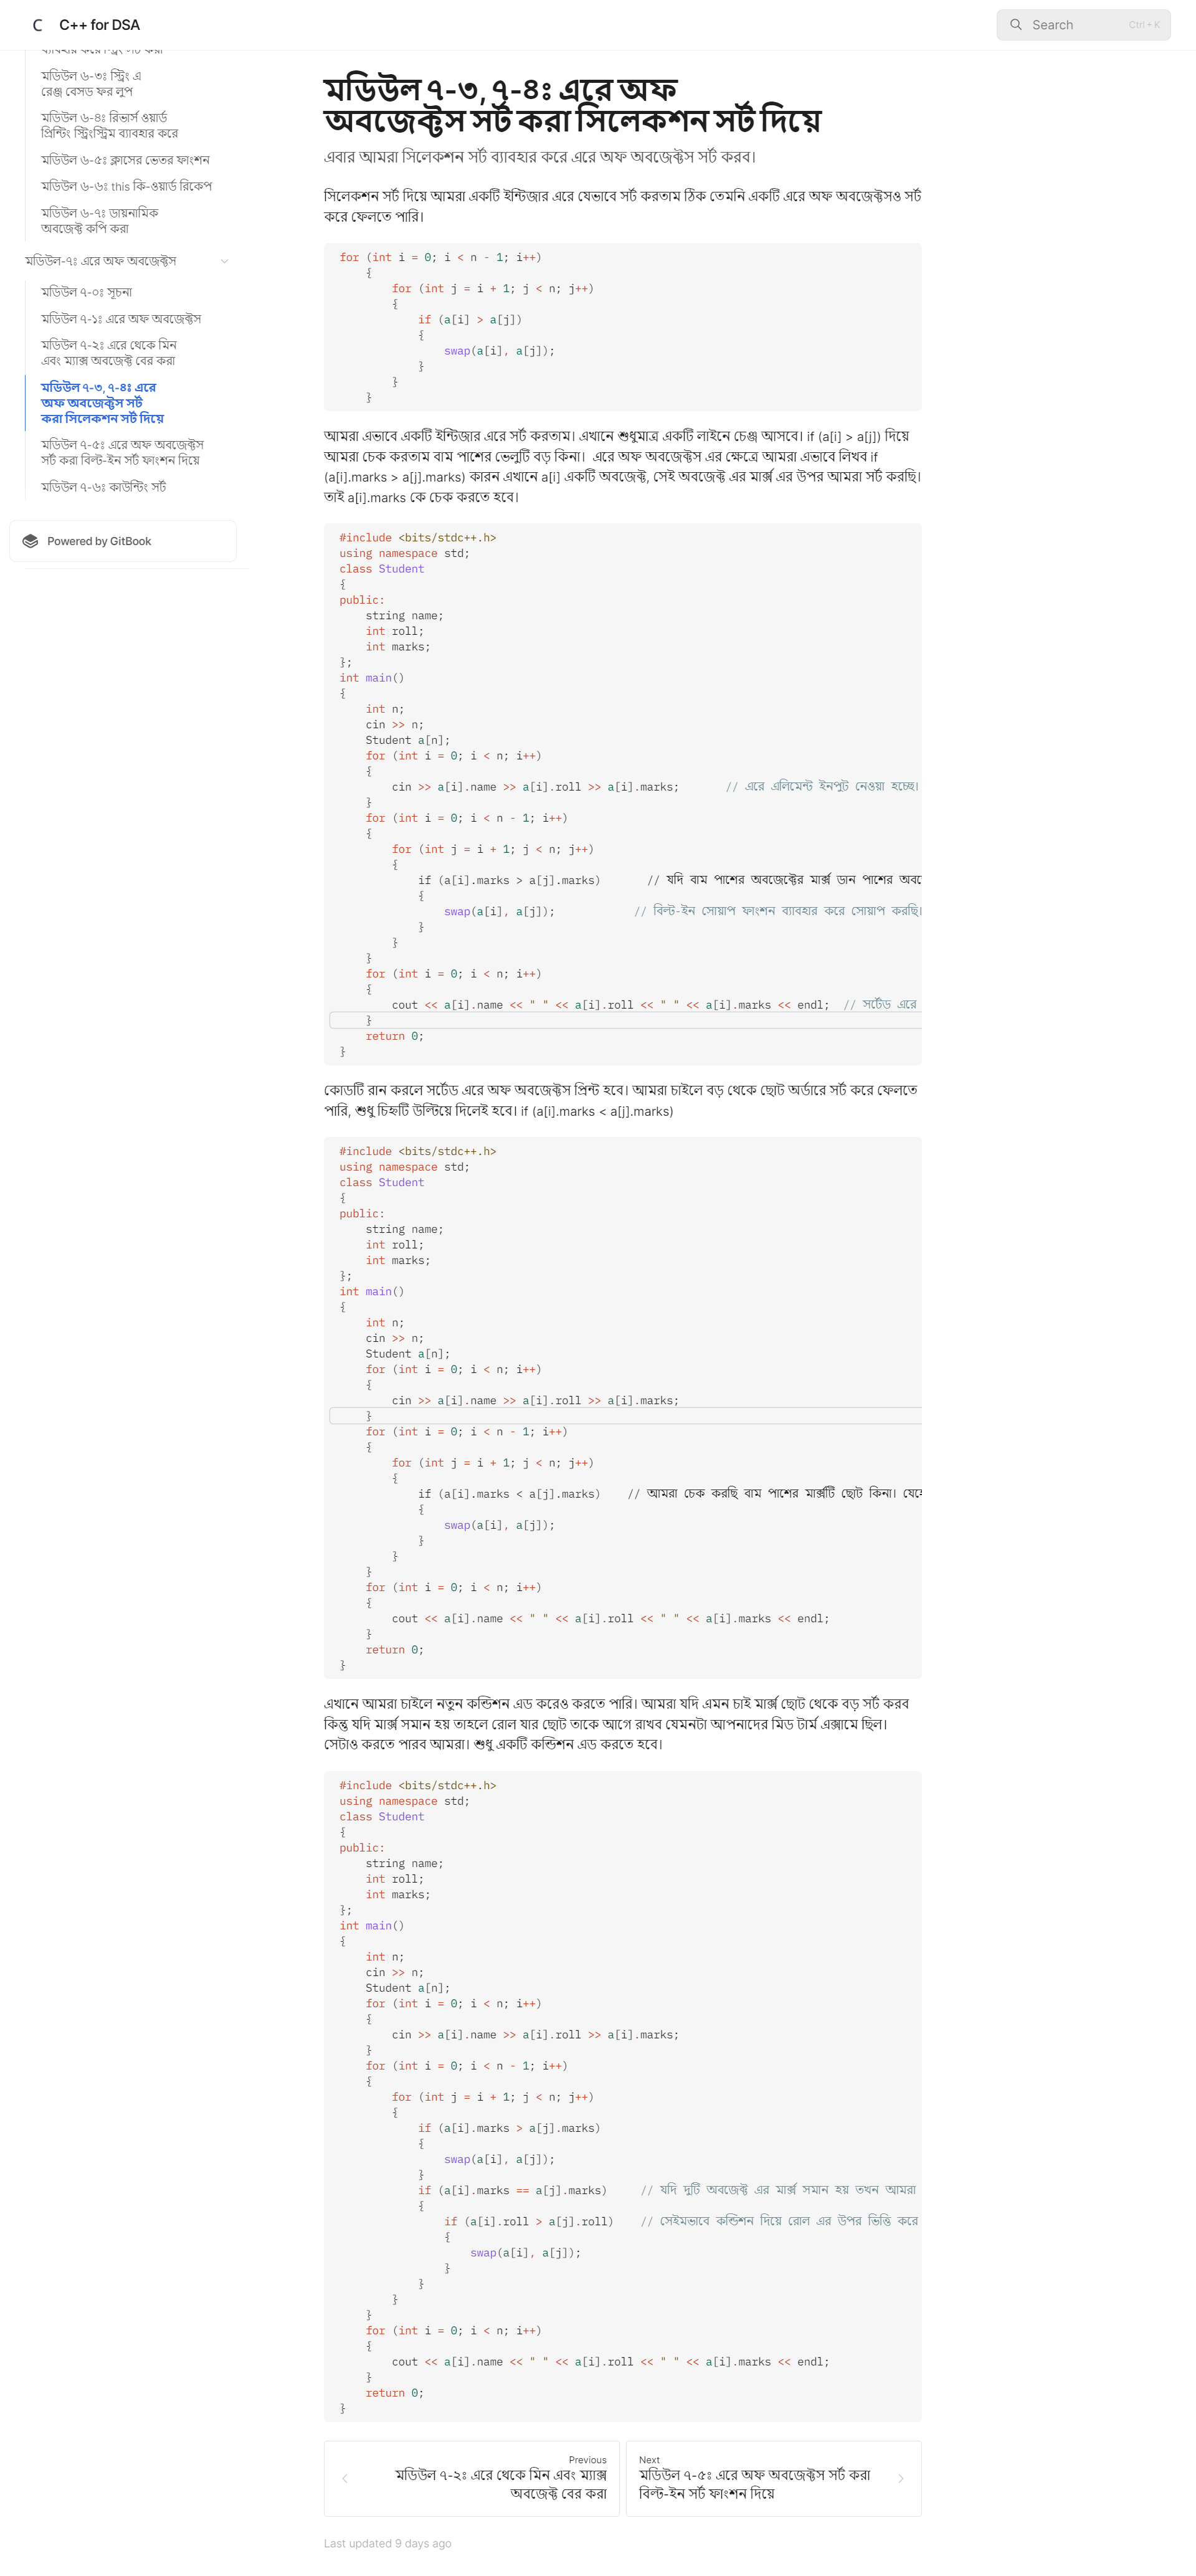 C C++ for DSA
Search Ctrl + K
মডিউল ৬-৩ঃ স্ট্রিং এ
রেঞ্জ বেসড ফর লুপ
মডিউল ৬-৪ঃ রিভার্স ওয়ার্ড
প্রিন্টিং স্ট্রিংস্ট্রিম ব্যাবহার করে
মডিউল ৬-৫ঃ ক্লাসের ভেতর ফাংশন
মডিউল ৬-৬ঃ this কি-ওয়ার্ড রিকেপ
মডিউল ৬-৭ঃ ডায়নামিক
অবজেক্ট কপি করা
মডিউল-৭ঃ এরে অফ অবজেক্টস
মডিউল ৭-০ঃ সূচনা
মডিউল ৭-১ঃ এরে অফ অবজেক্টস
মডিউল ৭-২ঃ এরে থেকে মিন
এবং ম্যাক্স অবজেক্ট বের করা
মডিউল ৭-৩, ৭-৪ঃ এরে
অফ অবজেক্টস সর্ট
করা সিলেকশন সর্ট দিয়ে
মডিউল ৭-৫ঃ এরে অফ অবজেক্টস
সর্ট করা বিল্ট-ইন সর্ট ফাংশন দিয়ে
মডিউল ৭-৬ঃ কাউন্টিং সর্ট
Powered by GitBook
মডিউল ৭-৩, ৭-৪ঃ এরে অফ
অবজেক্টস সর্ট করা সিলেকশন সর্ট দিয়ে
এবার আমরা সিলেকশন সর্ট ব্যাবহার করে এরে অফ অবজেক্টস সর্ট করব।
সিলেকশন সর্ট দিয়ে আমরা একটি ইন্টিজার এরে যেভাবে সর্ট করতাম ঠিক তেমনি একটি এরে অফ অবজেক্টসও সর্ট
করে ফেলতে পারি।
for (int i = 0; i < n - 1; i++)
    {
        for (int j = i + 1; j < n; j++)
        {
            if (a[i] > a[j])
            {
                swap(a[i], a[j]);
            }
        }
    }
আমরা এভাবে একটি ইন্টিজার এরে সর্ট করতাম। এখানে শুধুমাত্র একটি লাইনে চেঞ্জ আসবে। if (a[i] > a[j]) দিয়ে
আমরা চেক করতাম বাম পাশের ভেলুটি বড় কিনা।  এরে অফ অবজেক্টস এর ক্ষেত্রে আমরা এভাবে লিখব if
(a[i].marks > a[j].marks) কারন এখানে a[i] একটি অবজেক্ট, সেই অবজেক্ট এর মার্ক্স এর উপর আমরা সর্ট করছি।
তাই a[i].marks কে চেক করতে হবে।
#include <bits/stdc++.h>
using namespace std;
class Student
{
public:
    string name;
    int roll;
    int marks;
};
int main()
{
    int n;
    cin >> n;
    Student a[n];
    for (int i = 0; i < n; i++)
    {
        cin >> a[i].name >> a[i].roll >> a[i].marks;       // এরে এলিমেন্ট ইনপুট নেওয়া হচ্ছে।
    }
    for (int i = 0; i < n - 1; i++)
    {
        for (int j = i + 1; j < n; j++)
        {
            if (a[i].marks > a[j].marks)       // যদি বাম পাশের অবজেক্টের মার্ক্স ডান পাশের
            {
                swap(a[i], a[j]);            // বিল্ট-ইন সোয়াপ ফাংশন ব্যাবহার করে সোয়াপ করছি।
            }
        }
    }
    for (int i = 0; i < n; i++)
    {
        cout << a[i].name << " " << a[i].roll << " " << a[i].marks << endl;  // সর্টেড এরে
    }
    return 0;
}
কোডটি রান করলে সর্টেড এরে অফ অবজেক্টস প্রিন্ট হবে। আমরা চাইলে বড় থেকে ছোট অর্ডারে সর্ট করে ফেলতে
পারি, শুধু চিহ্নটি উল্টিয়ে দিলেই হবে। if (a[i].marks < a[j].marks)
#include <bits/stdc++.h>
using namespace std;
class Student
{
public:
    string name;
    int roll;
    int marks;
};
int main()
{
    int n;
    cin >> n;
    Student a[n];
    for (int i = 0; i < n; i++)
    {
        cin >> a[i].name >> a[i].roll >> a[i].marks;
    }
    for (int i = 0; i < n - 1; i++)
    {
        for (int j = i + 1; j < n; j++)
        {
            if (a[i].marks < a[j].marks)    // আমরা চেক করছি বাম পাশের মার্ক্সটি ছোট কিনা।
            {
                swap(a[i], a[j]);
            }
        }
    }
    for (int i = 0; i < n; i++)
    {
        cout << a[i].name << " " << a[i].roll << " " << a[i].marks << endl;
    }
    return 0;
}
এখানে আমরা চাইলে নতুন কন্ডিশন এড করেও করতে পারি। আমরা যদি এমন চাই মার্ক্স ছোট থেকে বড় সর্ট করব
কিন্তু যদি মার্ক্স সমান হয় তাহলে রোল যার ছোট তাকে আগে রাখব যেমনটা আপনাদের মিড টার্ম এক্সামে ছিল।
সেটাও করতে পারব আমরা। শুধু একটি কন্ডিশন এড করতে হবে।
#include <bits/stdc++.h>
using namespace std;
class Student
{
public:
    string name;
    int roll;
    int marks;
};
int main()
{
    int n;
    cin >> n;
    Student a[n];
    for (int i = 0; i < n; i++)
    {
        cin >> a[i].name >> a[i].roll >> a[i].marks;
    }
    for (int i = 0; i < n - 1; i++)
    {
        for (int j = i + 1; j < n; j++)
        {
            if (a[i].marks > a[j].marks)
            {
                swap(a[i], a[j]);
            }
            if (a[i].marks == a[j].marks)     // যদি দুটি অবজেক্ট এর মার্ক্স সমান হয় তখন আমরা
            {
                if (a[i].roll > a[j].roll)    // সেইমভাবে কন্ডিশন দিয়ে রোল এর উপর ভিত্তি করে
                {
                    swap(a[i], a[j]);
                }
            }
        }
    }
    for (int i = 0; i < n; i++)
    {
        cout << a[i].name << " " << a[i].roll << " " << a[i].marks << endl;
    }
    return 0;
}
Previous
মডিউল ৭-২ঃ এরে থেকে মিন এবং ম্যাক্স
অবজেক্ট বের করা
Next
মডিউল ৭-৫ঃ এরে অফ অবজেক্টস সর্ট করা
বিল্ট-ইন সর্ট ফাংশন দিয়ে
Last updated 9 days ago